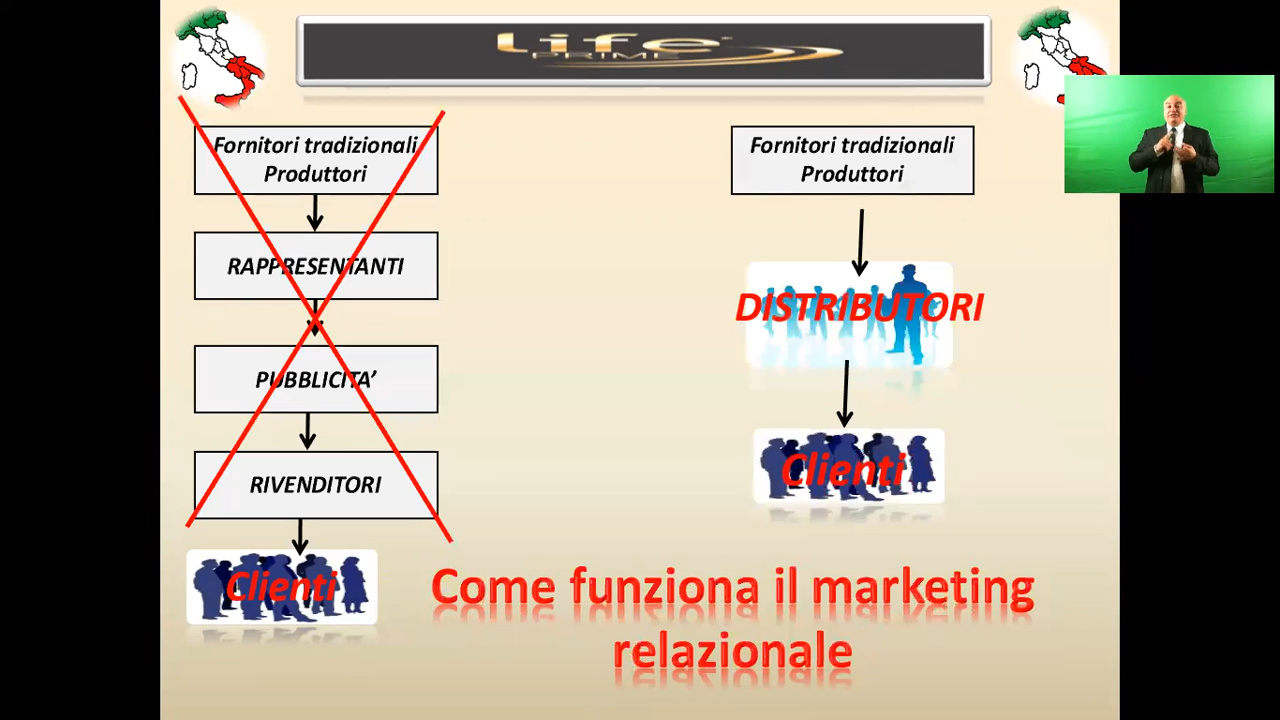 Life
PRIME
Fornitori tradizionali
Produttori
RAPPRESENTANTI
PUBBLICITA’
RIVENDITORI
Clienti
Fornitori tradizionali
Produttori
DISTRIBUTORI
Clienti
Come funziona il marketing
relazionale